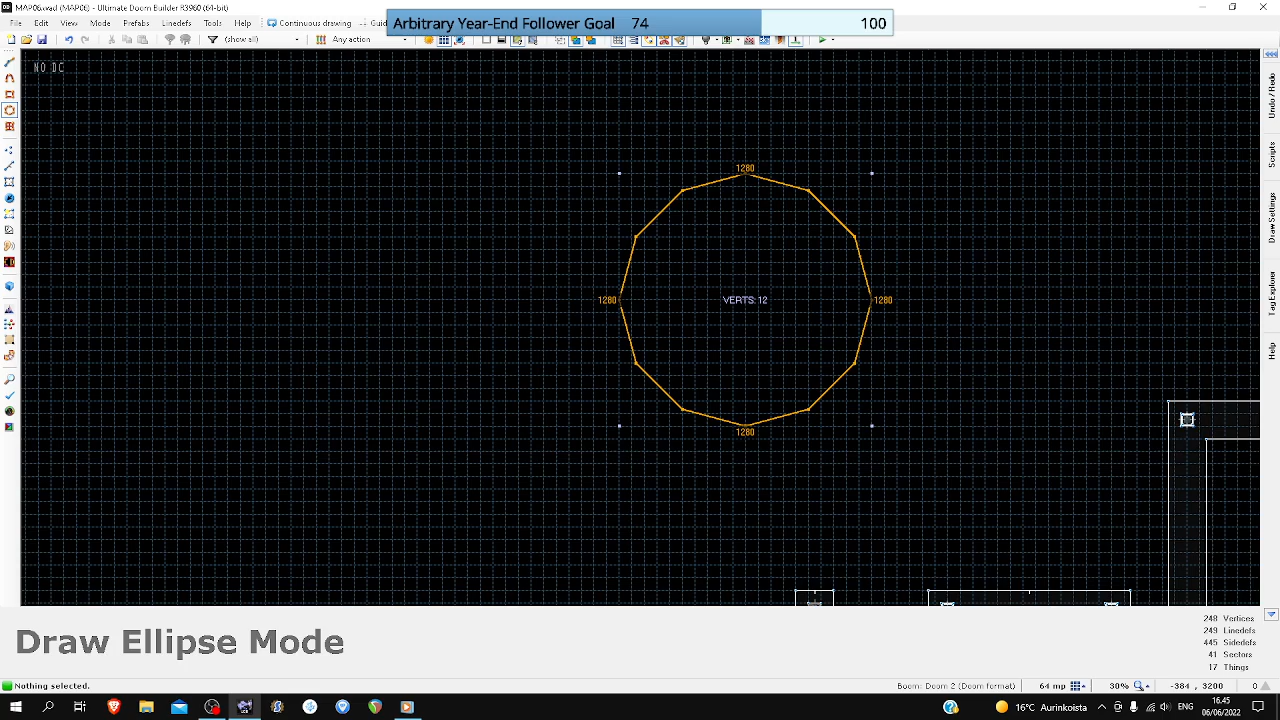 MAP06.wad (MAP06) - Ultimate Doom Builder R3960 (64-bit)
Arbitrary Year-End Follower Goal 74 100
File Edit View Mode Prefabs Tools Help Continuous drawing
(show all) Any action
NO DC
1280
1280 VERTS: 12 1280
1280
Undo / Redo
Draw Settings
Tag Explorer
Help
Draw Ellipse Mode
248 Vertices
249 Linedefs
445 Sidedefs
41 Sectors
17 Things
Nothing selected. Boom: Doom 2 (Doom format) 64 mp 30% -384 , 3200 0
16°C Aurinkoista ENG 16.45
06/06/2022